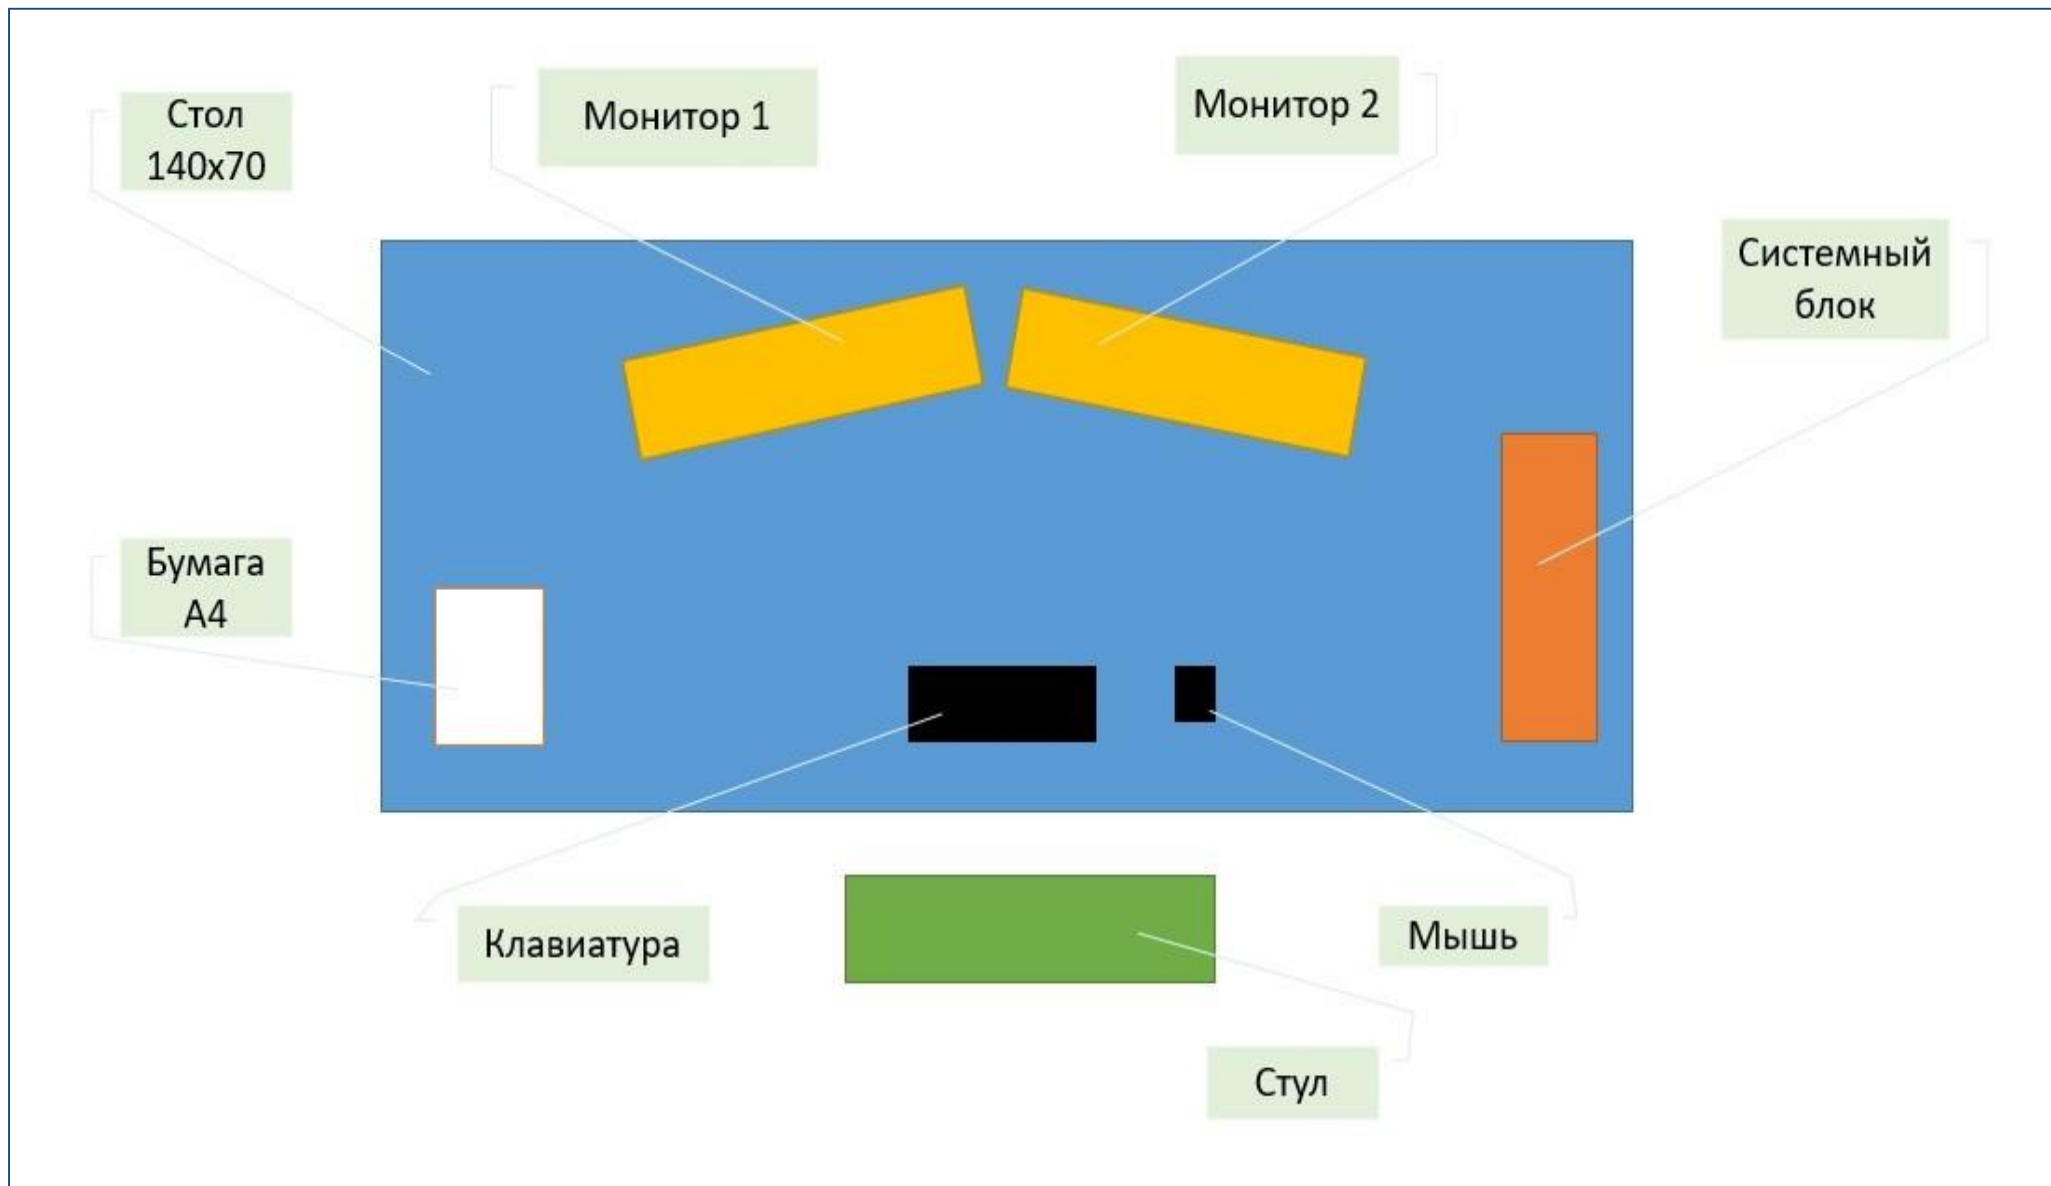 Стол
140х70
Монитор 1
Монитор 2
Системный
блок
Бумага
А4
Клавиатура
Мышь
Стул